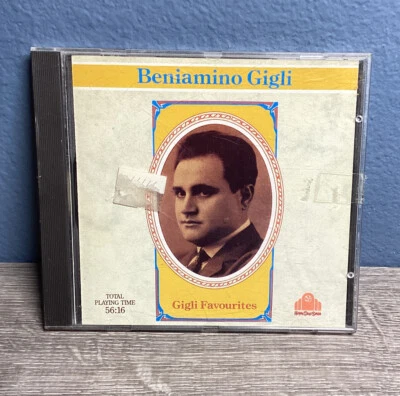 Beniamino Gigli
TOTAL
PLAYING TIME
56:16
Gigli Favourites